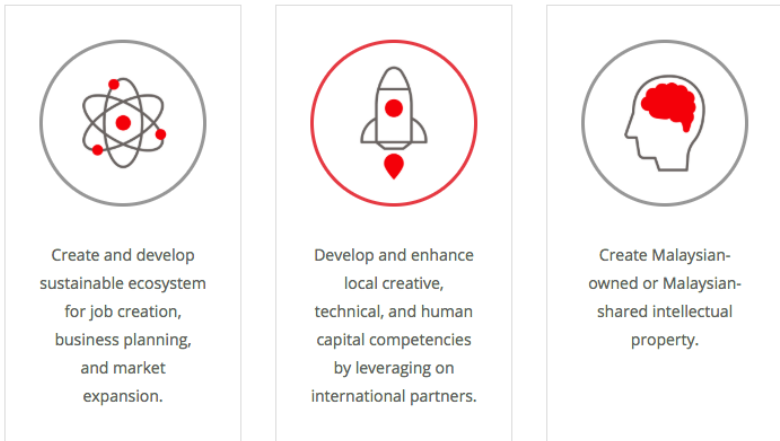 Create and develop
sustainable ecosystem
for job creation,
business planning,
and market
expansion.
Develop and enhance
local creative,
technical, and human
capital competencies
by leveraging on
international partners.
Create Malaysian-
owned or Malaysian-
shared intellectual
property.